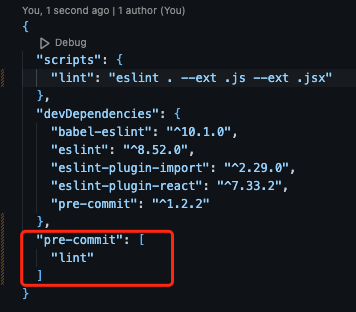 You, 1 second ago | 1 author (You)
{
Debug
"scripts": {
"lint": "eslint . --ext .js --ext .jsx"
},
"devDependencies": {
"babel-eslint": "^10.1.0",
"eslint": "^8.52.0",
"eslint-plugin-import": "^2.29.0",
"eslint-plugin-react": "^7.33.2",
"pre-commit": "^1.2.2"
},
"pre-commit": [
"lint"
]
}